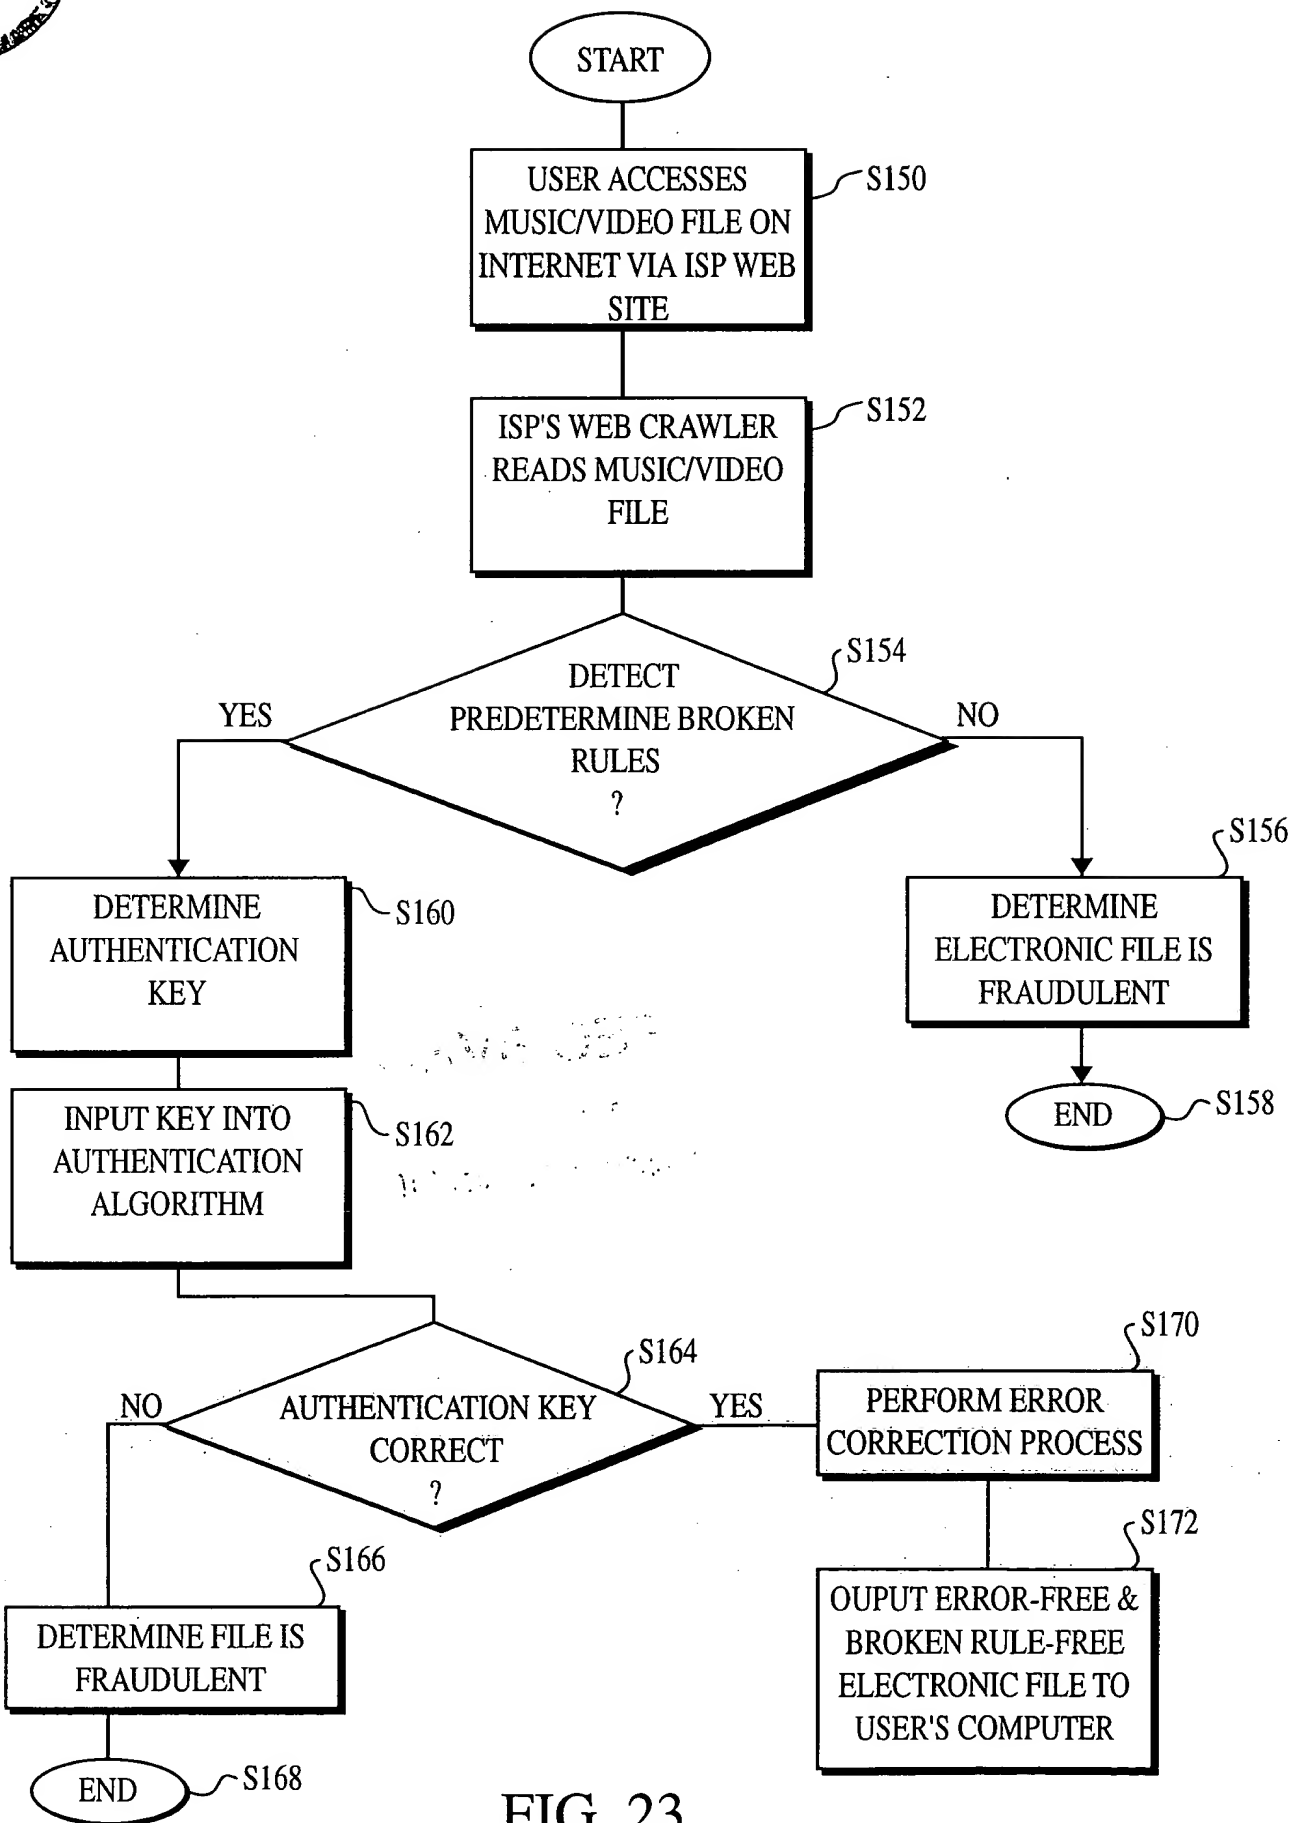 START
USER ACCESSES
MUSIC/VIDEO FILE ON
INTERNET VIA ISP WEB
SITE
S150
ISP'S WEB CRAWLER
READS MUSIC/VIDEO
FILE
S152
DETECT
PREDETERMINE BROKEN
RULES
?
S154
YES
NO
DETERMINE
AUTHENTICATION
KEY
S160
DETERMINE
ELECTRONIC FILE IS
FRAUDULENT
S156
END
S158
INPUT KEY INTO
AUTHENTICATION
ALGORITHM
S162
AUTHENTICATION KEY
CORRECT
?
S164
NO
YES
PERFORM ERROR
CORRECTION PROCESS
S170
OUPUT ERROR-FREE &
BROKEN RULE-FREE
ELECTRONIC FILE TO
USER'S COMPUTER
S172
DETERMINE FILE IS
FRAUDULENT
S166
END
S168
FIG. 23